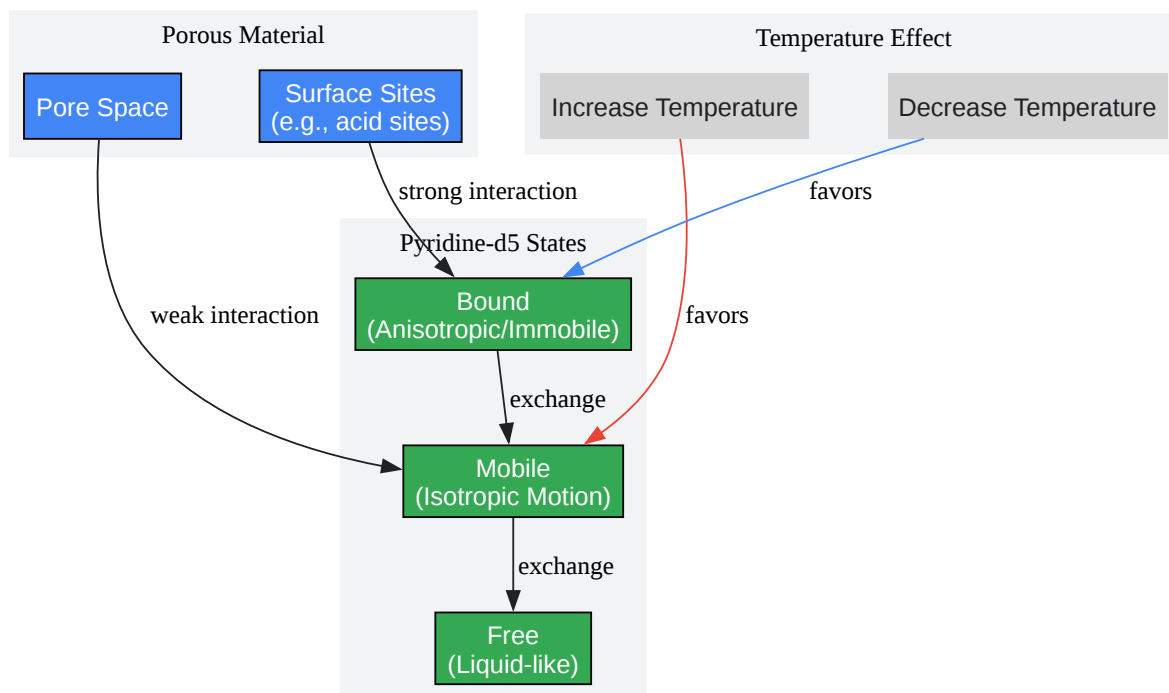 Porous Material
Temperature Effect
Pore Space
Surface Sites
(e.g., acid sites)
Increase Temperature
Decrease Temperature
strong interaction
favors
Pyridine-d5 States
Bound
(Anisotropic/Immobile)
weak interaction
favors
exchange
Mobile
(Isotropic Motion)
exchange
Free
(Liquid-like)